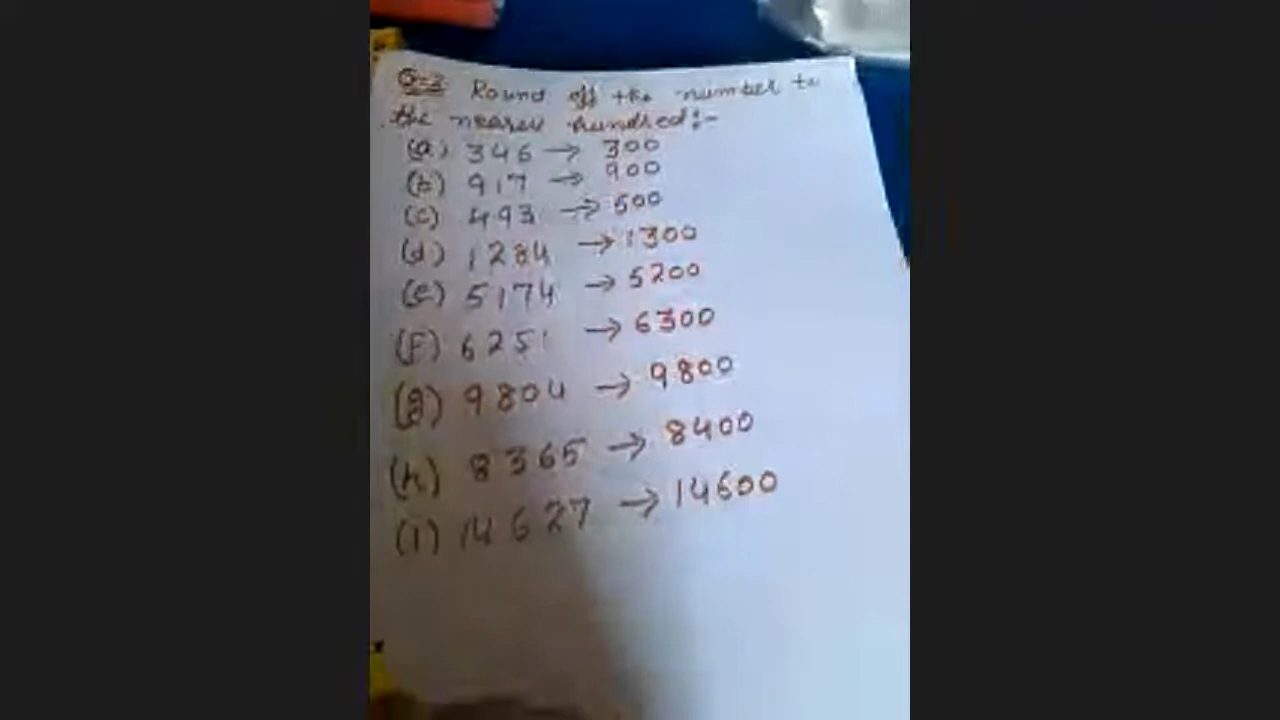 Q-2 Round off the number to
the nearest hundred:-
(a) 346 → 300
(b) 917 → 900
(c) 493 → 500
(d) 1284 → 1300
(e) 5174 → 5200
(F) 6251 → 6300
(g) 9804 → 9800
(h) 8365 → 8400
(i) 14627 → 14600